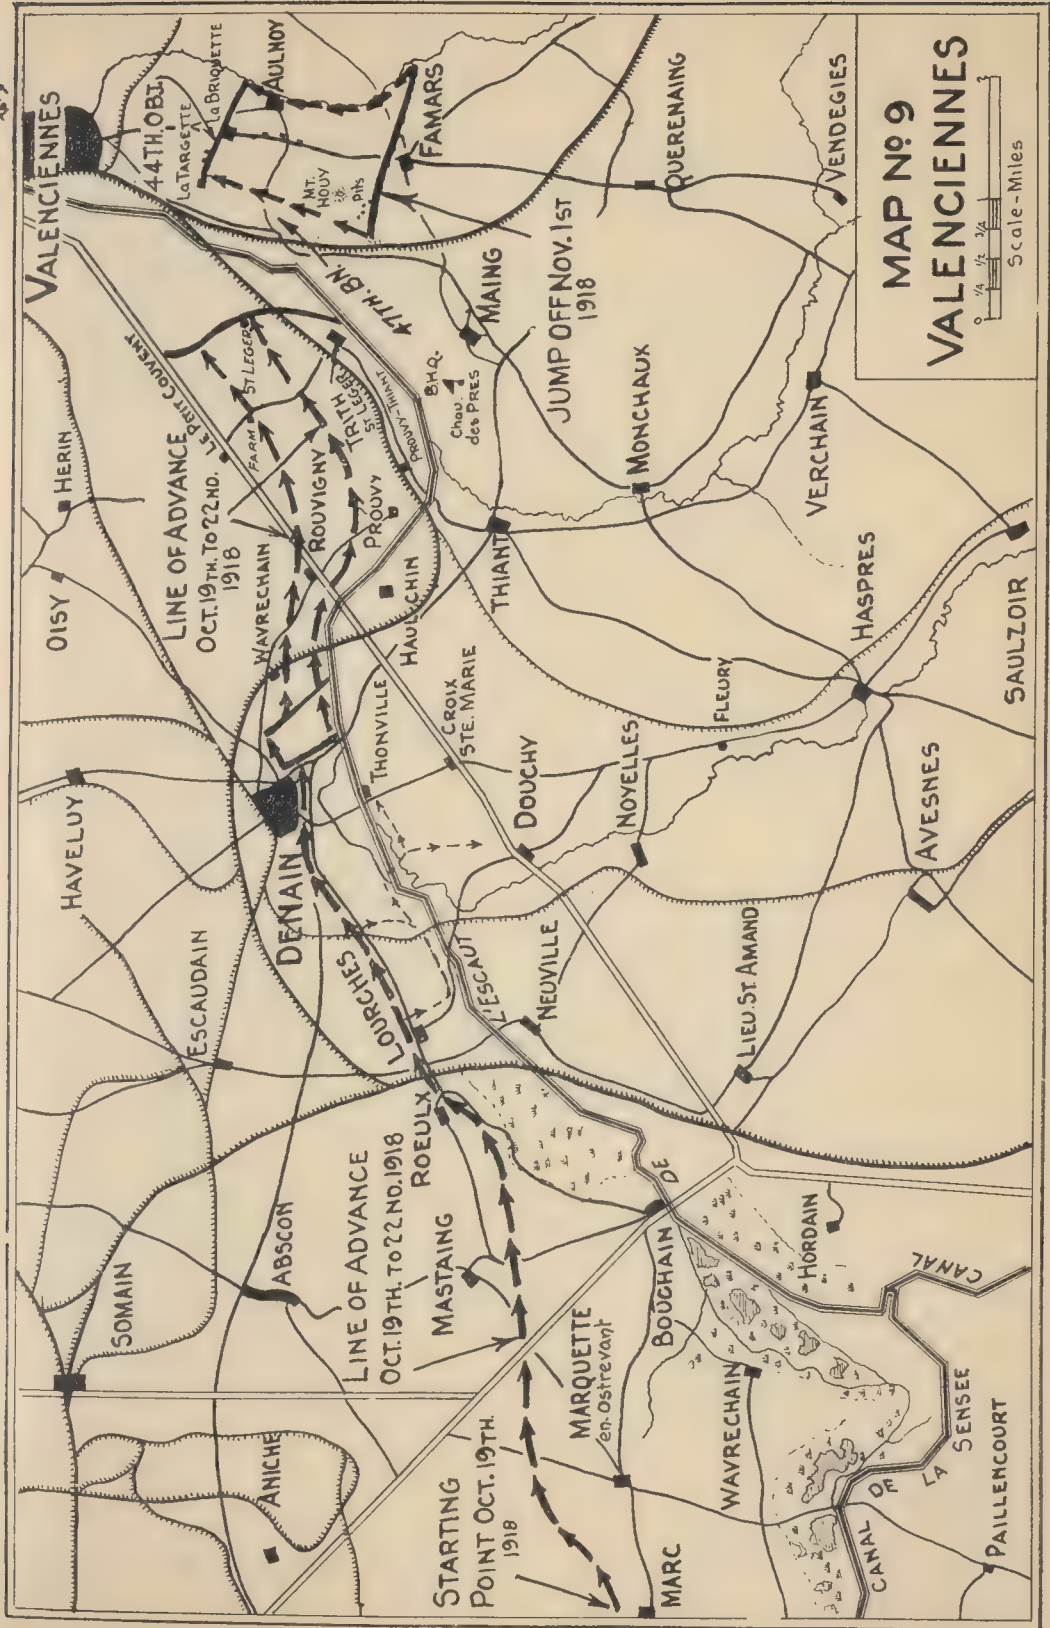 MAP Nº 9
VALENCIENNES
0 ¼ ½ ¾ 2
Scale-Miles
VALENCIENNES
44TH. OBJ.
LA TARGETTE
La BRIQUETTE
AULNOY
MT.
HOUY
Pits
FAMARS
QUERENAING
VENDEGIES
47TH. BN.
MAING
JUMP OFF NOV. 1ST
1918
B.H.Q.
Chau.
des PRES
MONCHAUX
VERCHAIN
HERIN
OISY
LINE OF ADVANCE
OCT. 19TH. TO 22ND.
1918
LE PETIT COUVENT
FARM
ST LEGER
TRITH
ST LEGER
PROUVY-THIANT
ROUVIGNY
PROUVY
WAVRECHAIN
HAULCHIN
THIANT
HASPRES
SAULZOIR
HAVELUY
DENAIN
THONVILLE
CROIX
STE. MARIE
DOUCHY
NOYELLES
FLEURY
AVESNES
ESCAUDAIN
LOURCHES
L'ESCAUT
NEUVILLE
LIEU. ST. AMAND
ROEULX
DE
ABSCON
LINE OF ADVANCE
OCT. 19TH. TO 22 NO. 1918
MASTAING
BOUCHAIN
HORDAIN
CANAL
SOMAIN
MARQUETTE
en. Ostrevant
WAVRECHAIN
ANICHE
STARTING
POINT OCT. 19TH.
1918
MARC
CANAL
DE
LA
SENSEE
PAILLENCOURT